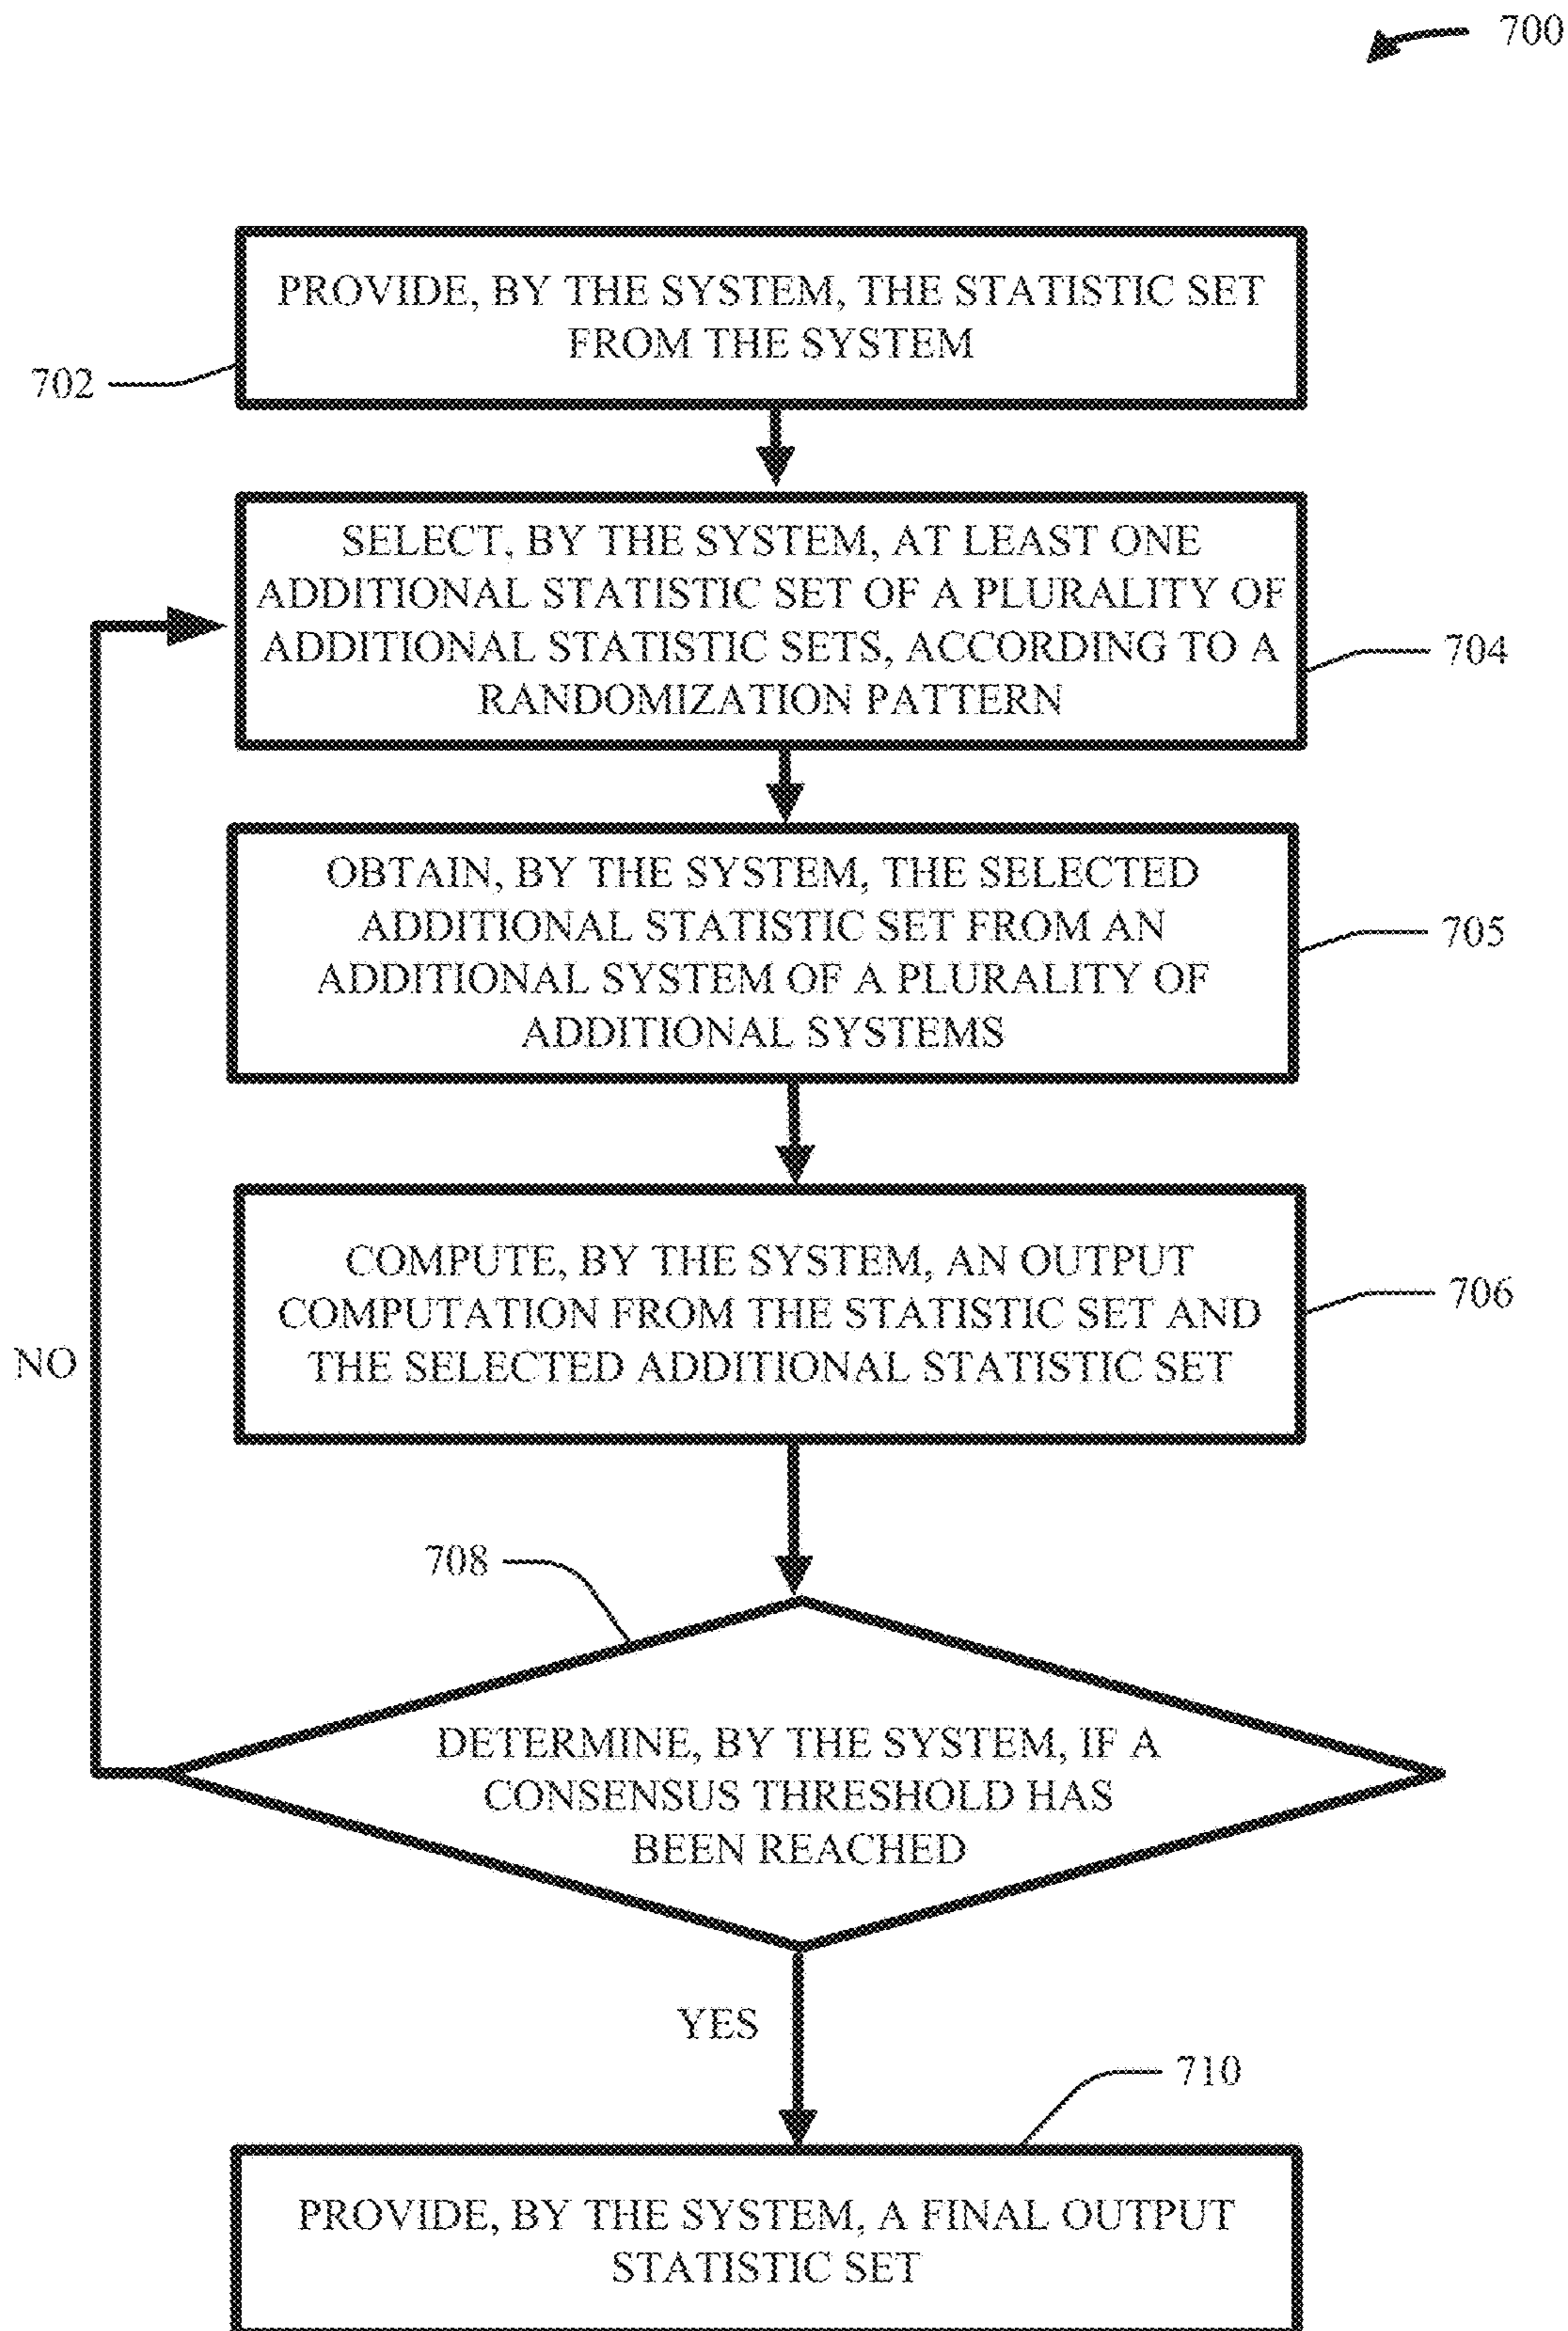 700
PROVIDE, BY THE SYSTEM, THE STATISTIC SET
FROM THE SYSTEM
702
SELECT, BY THE SYSTEM, AT LEAST ONE
ADDITIONAL STATISTIC SET OF A PLURALITY OF
ADDITIONAL STATISTIC SETS, ACCORDING TO A
RANDOMIZATION PATTERN
704
OBTAIN, BY THE SYSTEM, THE SELECTED
ADDITIONAL STATISTIC SET FROM AN
ADDITIONAL SYSTEM OF A PLURALITY OF
ADDITIONAL SYSTEMS
705
COMPUTE, BY THE SYSTEM, AN OUTPUT
COMPUTATION FROM THE STATISTIC SET AND
THE SELECTED ADDITIONAL STATISTIC SET
706
NO
708
DETERMINE, BY THE SYSTEM, IF A
CONSENSUS THRESHOLD HAS
BEEN REACHED
YES
710
PROVIDE, BY THE SYSTEM, A FINAL OUTPUT
STATISTIC SET